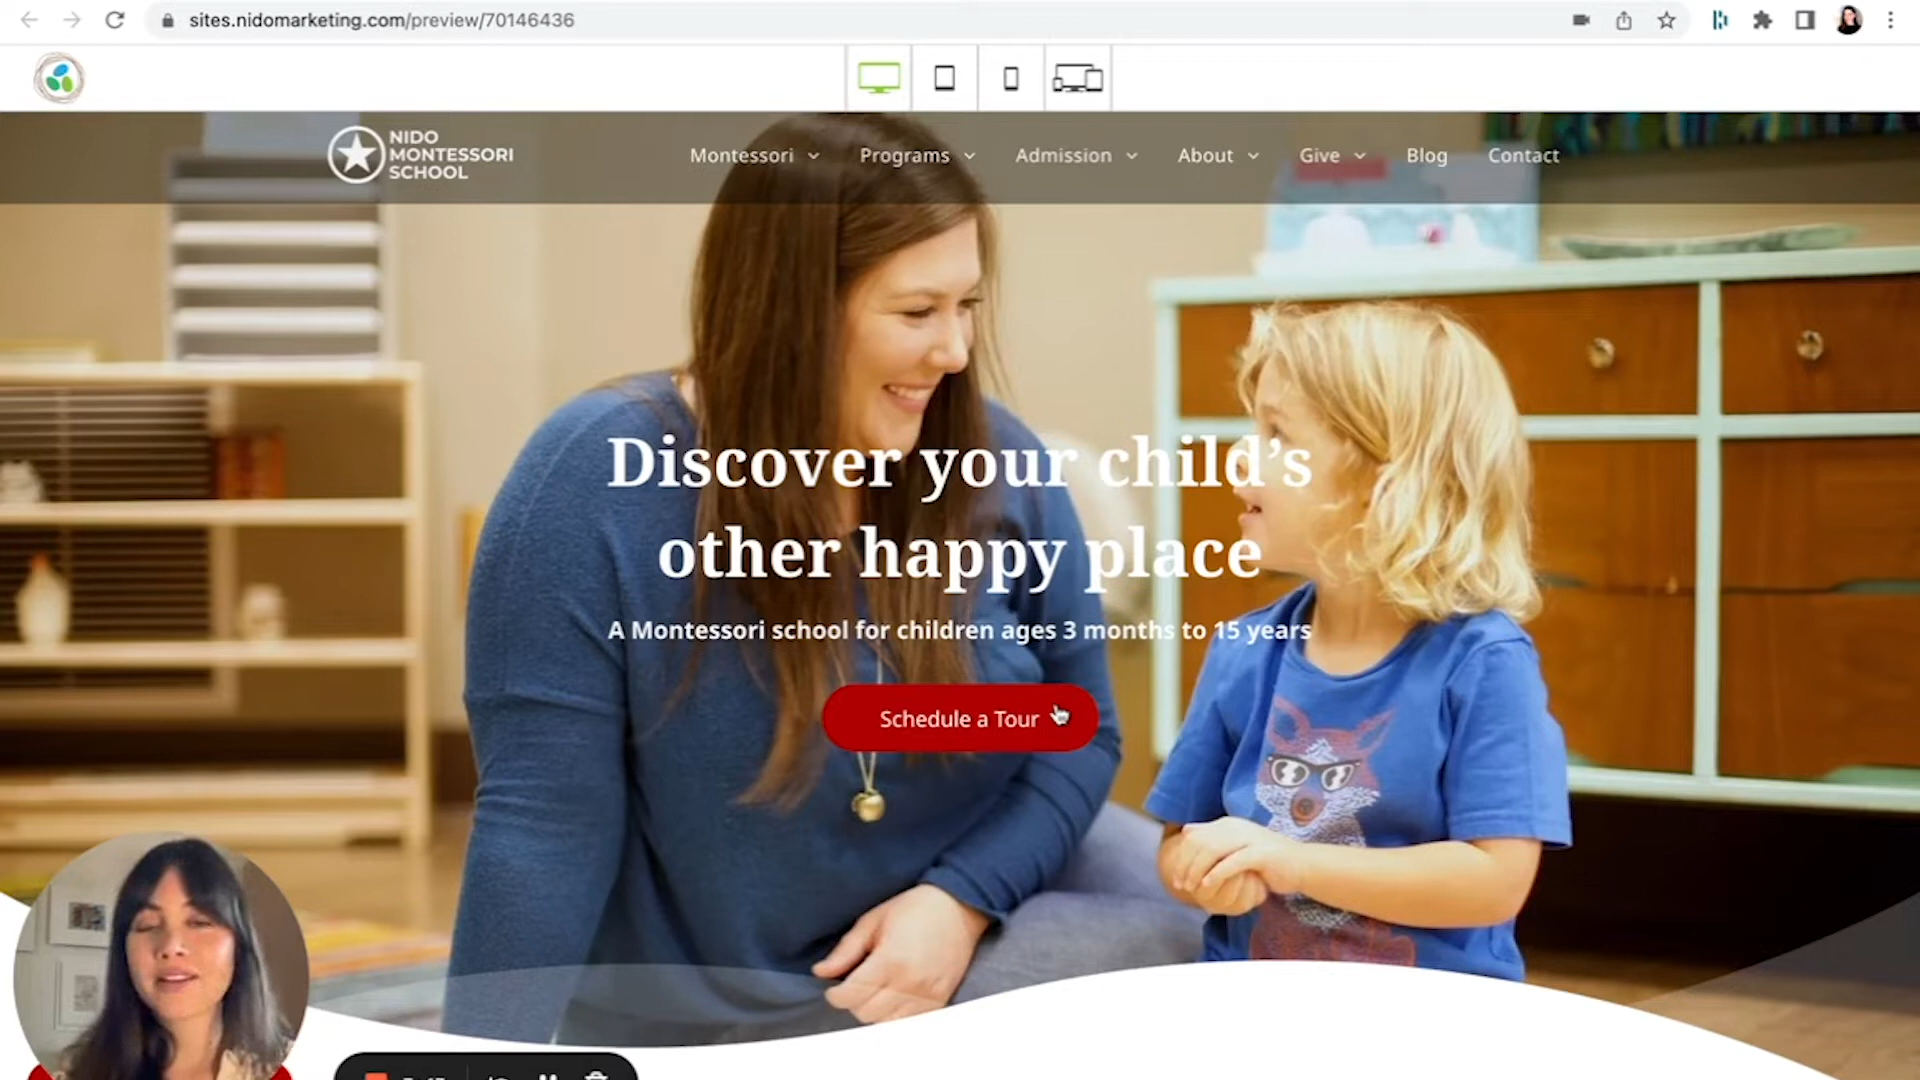 sites.nidomarketing.com/preview/70146436
NIDO
MONTESSORI
SCHOOL
Montessori
Programs
Admission
About
Give
Blog
Contact
Discover your child’s
other happy place
A Montessori school for children ages 3 months to 15 years
Schedule a Tour